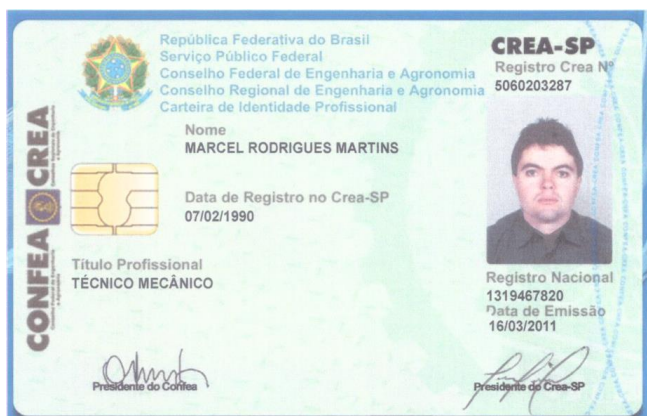 República Federativa do Brasil
Serviço Público Federal
Conselho Federal de Engenharia e Agronomia
Conselho Regional de Engenharia e Agronomia
Carteira de Identidade Profissional
CREA-SP
Registro Crea Nº
5060203287
Nome
MARCEL RODRIGUES MARTINS
CONFEA CREA
Data de Registro no Crea-SP
07/02/1990
Título Profissional
TÉCNICO MECÂNICO
Registro Nacional
1319467820
Data de Emissão
16/03/2011
Presidente do Confea
Presidente do Crea-SP